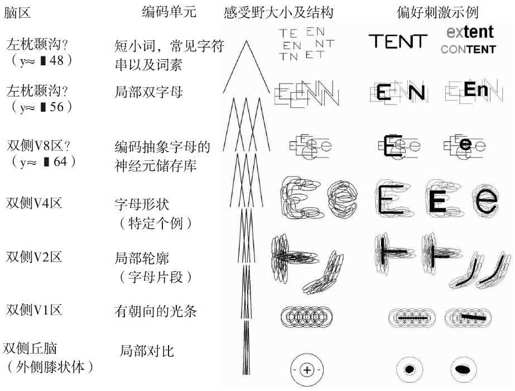 脑区 编码单元 感受野大小及结构 偏好刺激示例
左枕颞沟？ 短小词，常见字符
（y≈▮48） 串以及词素
TE EN
EN NT
TN ET
TENT
extent
CONTENT
左枕颞沟？ 局部双字母
（y≈▮56）
E N
En
双侧V8区？ 编码抽象字母的
（y≈▮64） 神经元储存库
E e
双侧V4区 字母形状
（特定个例）
E e E E e
双侧V2区 局部轮廓
（字母片段）
双侧V1区 有朝向的光条
双侧丘脑 局部对比
（外侧膝状体）